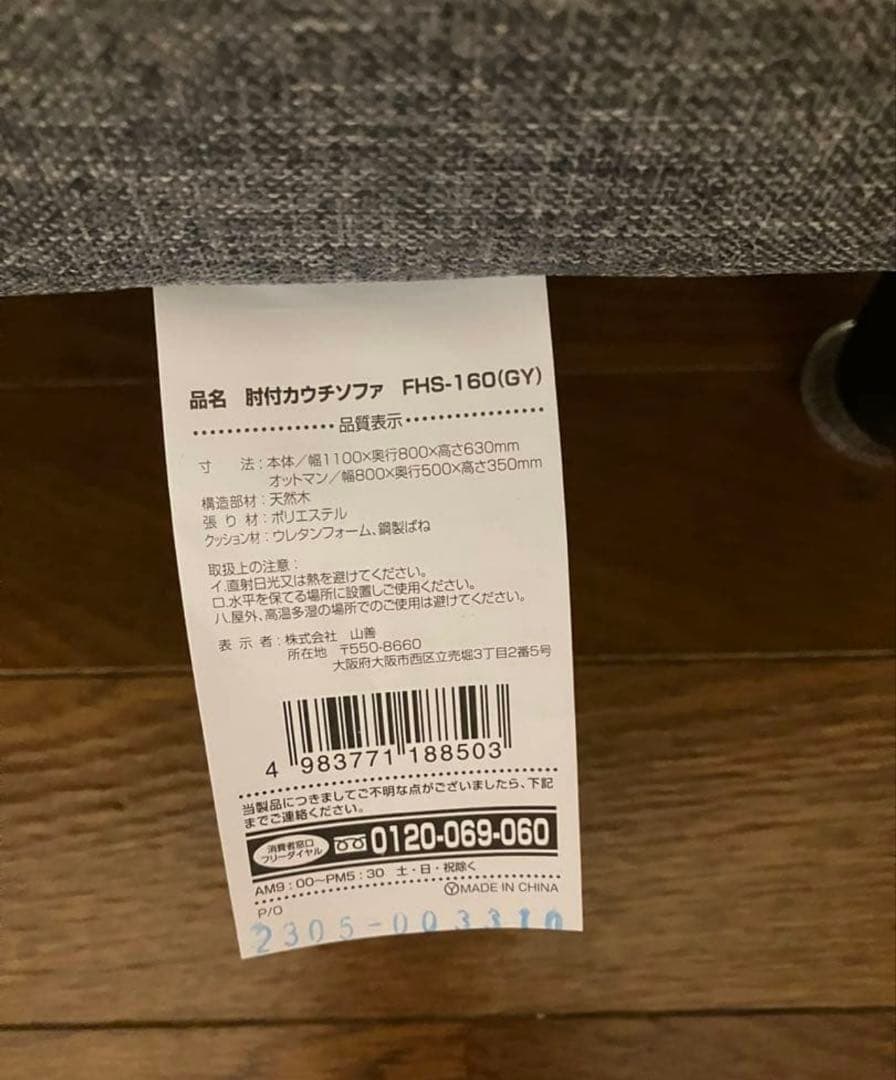 品名 肘付カウチソファ FHS-160(GY)
品質表示
寸 法：本体／幅1100×奥行800×高さ630mm
オットマン／幅800×奥行500×高さ350mm
構造部材：天然木
張り材：ポリエステル
クッション材：ウレタンフォーム、鋼製ばね
取扱上の注意：
イ.直射日光又は熱を避けてください。
ロ.水平を保てる場所に設置しご使用ください。
ハ.屋外、高温多湿の場所でのご使用は避けてください。
表示者：株式会社 山善
所在地 〒550-8660
大阪府大阪市西区立売堀3丁目2番5号
4 983771 188503
当製品につきましてご不明な点がございましたら、下記
までご連絡ください。
消費者窓口
フリーダイヤル 0120-069-060
AM9：00〜PM5：30 土・日・祝除く
ⓎMADE IN CHINA
P/O
2305-003310